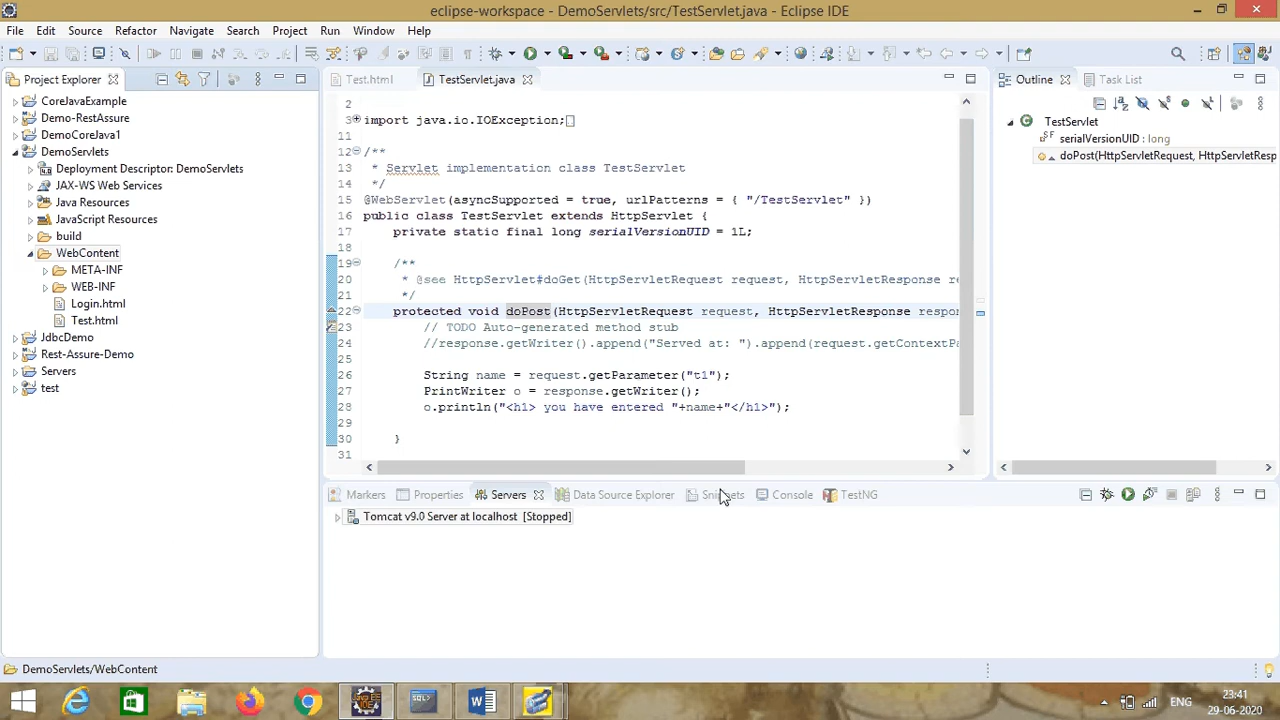 eclipse-workspace - DemoServlets/src/TestServlet.java - Eclipse IDE
File Edit Source Refactor Navigate Search Project Run Window Help
Project Explorer
CoreJavaExample
Demo-RestAssure
DemoCoreJava1
DemoServlets
Deployment Descriptor: DemoServlets
JAX-WS Web Services
Java Resources
JavaScript Resources
build
WebContent
META-INF
WEB-INF
Login.html
Test.html
JdbcDemo
Rest-Assure-Demo
Servers
test
Test.html TestServlet.java
2
3 import java.io.IOException;
11
12 /**
13 * Servlet implementation class TestServlet
14 */
15 @WebServlet(asyncSupported = true, urlPatterns = { "/TestServlet" })
16 public class TestServlet extends HttpServlet {
17 private static final long serialVersionUID = 1L;
18
19 /**
20 * @see HttpServlet#doGet(HttpServletRequest request, HttpServletResponse re
21 */
22 protected void doPost(HttpServletRequest request, HttpServletResponse respon
23 // TODO Auto-generated method stub
24 //response.getWriter().append("Served at: ").append(request.getContextPa
25
26 String name = request.getParameter("t1");
27 PrintWriter o = response.getWriter();
28 o.println("<h1> you have entered "+name+"</h1>");
29
30 }
31
Outline Task List
TestServlet
serialVersionUID : long
doPost(HttpServletRequest, HttpServletResp
Markers Properties Servers Data Source Explorer Snippets Console TestNG
Tomcat v9.0 Server at localhost [Stopped]
DemoServlets/WebContent
23:41
29-06-2020